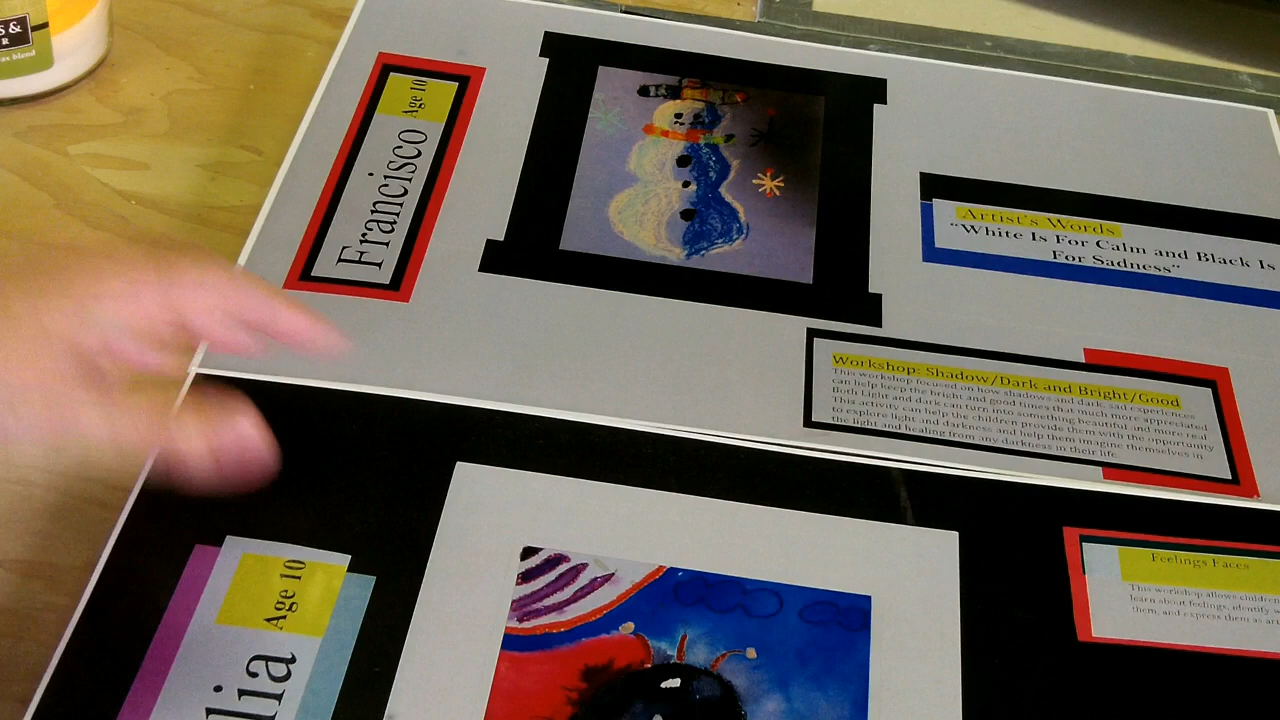 S &
R
ax blend
Francisco Age 10
Artist's Words
"White Is For Calm and Black Is
For Sadness"
Workshop: Shadow/Dark and Bright/Good
This workshop focused on how shadows and dark, sad experiences
can help keep the bright and good times that much more appreciated
Both Light and dark can turn into something beautiful and more real
This activity can help the children provide them with the opportunity
to explore light and darkness and help them imagine themselves in
the light and healing from any darkness in their life.
lia Age 10
Feelings Faces
This workshop allows children
learn about feelings, identify
them, and express them as